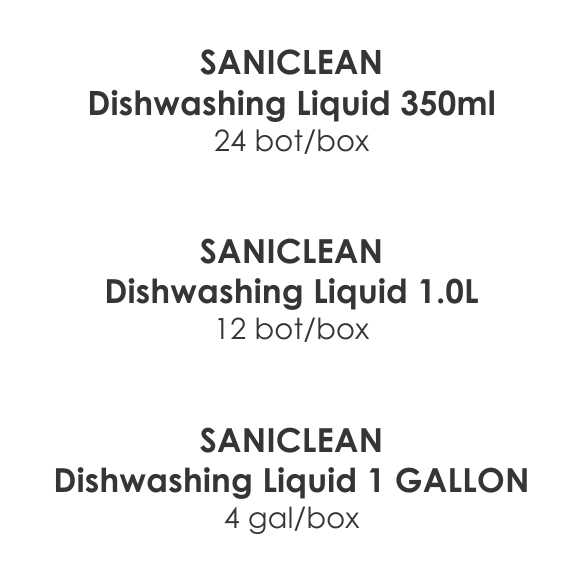 SANICLEAN
Dishwashing Liquid 350ml
24 bot/box
SANICLEAN
Dishwashing Liquid 1.0L
12 bot/box
SANICLEAN
Dishwashing Liquid 1 GALLON
4 gal/box